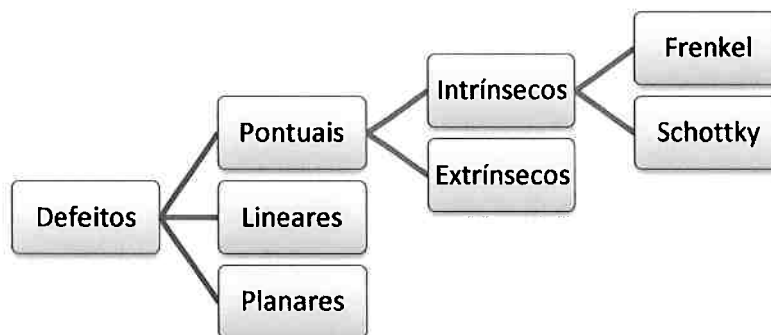 Frenkel
Intrínsecos
Pontuais
Schottky
Extrínsecos
Defeitos
Lineares
Planares